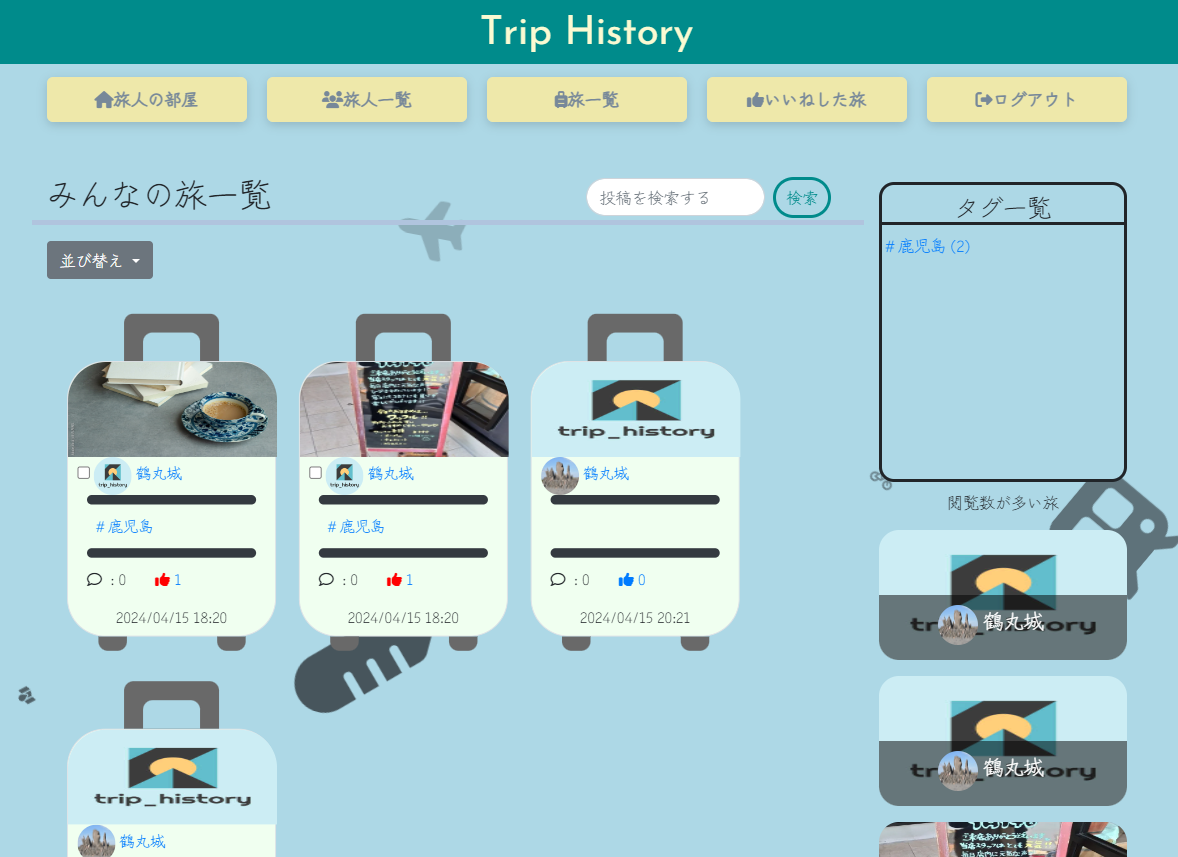 Trip History
旅人の部屋 旅人一覧 旅一覧 いいねした旅 ログアウト
みんなの旅一覧 投稿を検索する 検索
並び替え
タグ一覧
#鹿児島 (2)
trip_history
鶴丸城
#鹿児島
: 0 1
2024/04/15 18:20
鶴丸城
#鹿児島
: 0 1
2024/04/15 18:20
鶴丸城
: 0 0
2024/04/15 20:21
trip_history
鶴丸城
閲覧数が多い旅
鶴丸城
鶴丸城